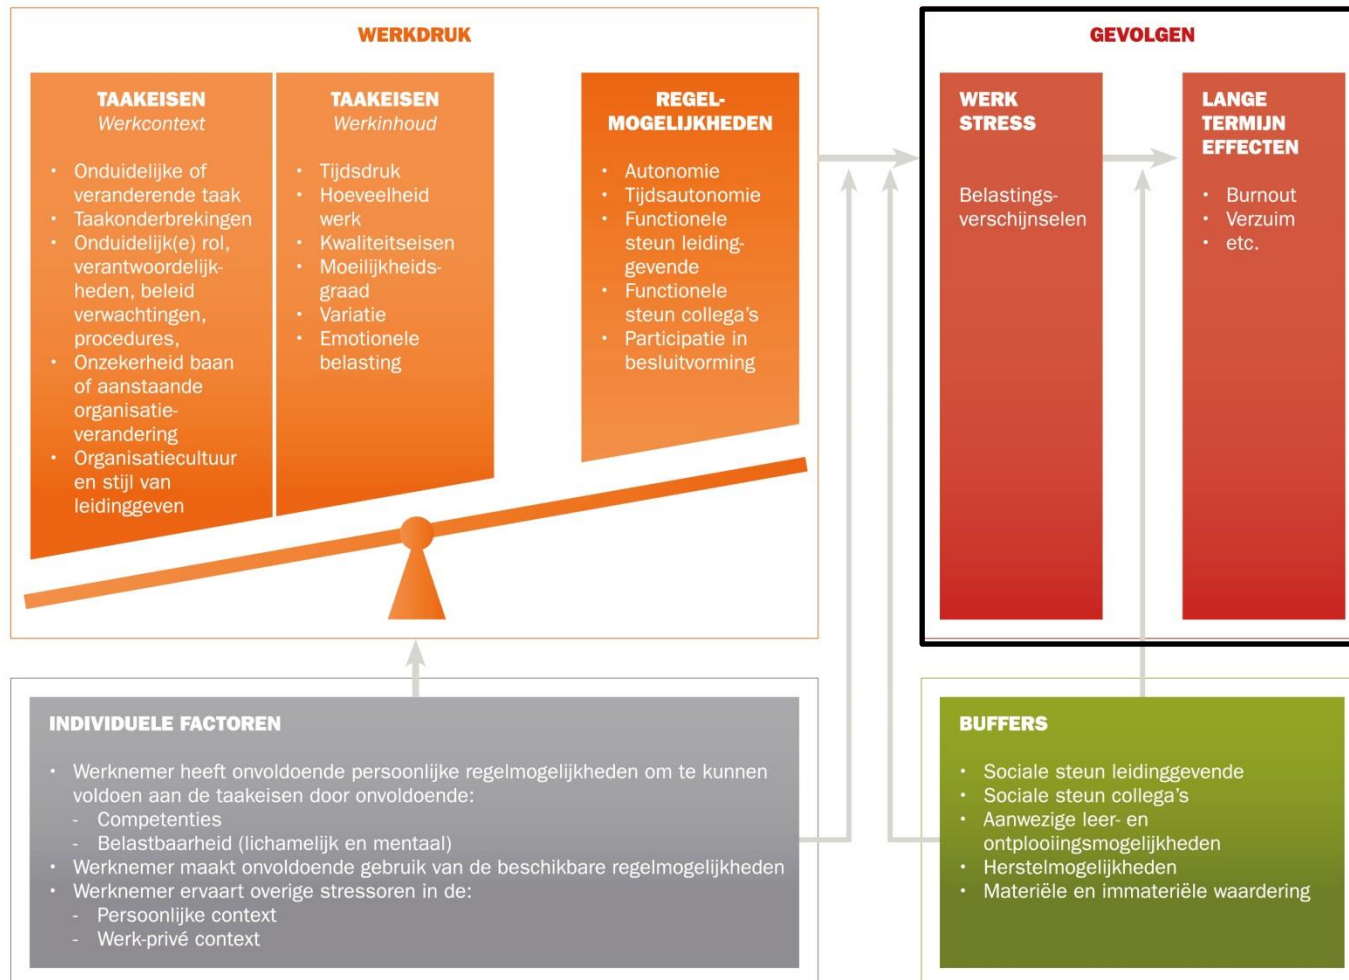 WERKDRUK
TAAKEISEN
Werkcontext
• Onduidelijke of
veranderende taak
• Taakonderbrekingen
• Onduidelijk(e) rol,
verantwoordelijk-
heden, beleid
verwachtingen,
procedures,
• Onzekerheid baan
of aanstaande
organisatie-
verandering
• Organisatiecultuur
en stijl van
leidinggeven
TAAKEISEN
Werkinhoud
• Tijdsdruk
• Hoeveelheid
werk
• Kwaliteitseisen
• Moeilijkheids-
graad
• Variatie
• Emotionele
belasting
REGEL-
MOGELIJKHEDEN
• Autonomie
• Tijdsautonomie
• Functionele
steun leiding-
gevende
• Functionele
steun collega's
• Participatie in
besluitvorming
GEVOLGEN
WERK
STRESS
Belastings-
verschijnselen
LANGE
TERMIJN
EFFECTEN
• Burnout
• Verzuim
• etc.
INDIVIDUELE FACTOREN
• Werknemer heeft onvoldoende persoonlijke regelmogelijkheden om te kunnen
voldoen aan de taakeisen door onvoldoende:
- Competenties
- Belastbaarheid (lichamelijk en mentaal)
• Werknemer maakt onvoldoende gebruik van de beschikbare regelmogelijkheden
• Werknemer ervaart overige stressoren in de:
- Persoonlijke context
- Werk-privé context
BUFFERS
• Sociale steun leidinggevende
• Sociale steun collega's
• Aanwezige leer- en
ontplooiingsmogelijkheden
• Herstelmogelijkheden
• Materiële en immateriële waardering